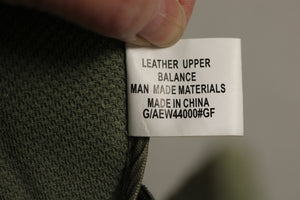 LEATHER UPPER
BALANCE
MAN MADE MATERIALS
MADE IN CHINA
G/AEW44000#GF